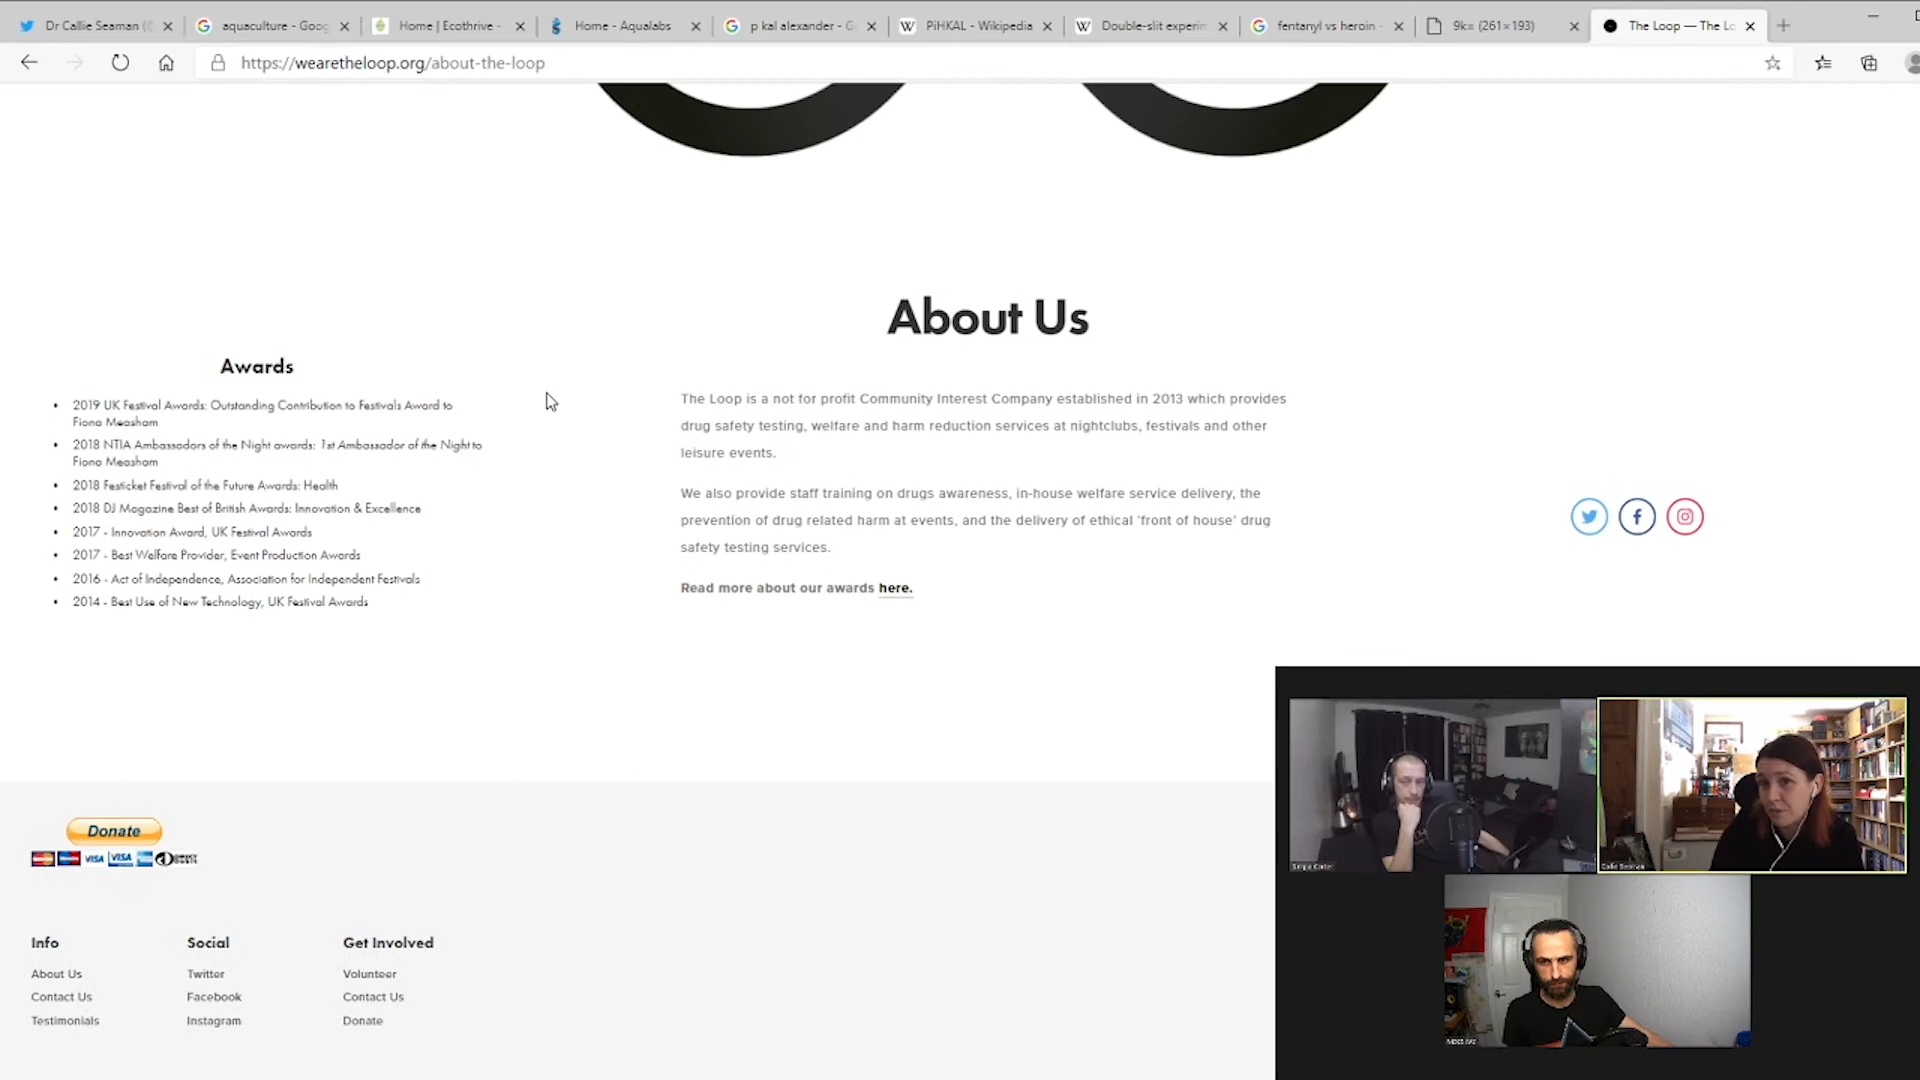 Dr Callie Seaman (
aquaculture - Goog
Home | Ecothrive -
Home - Aqualabs
p kal alexander - G
PiHKAL - Wikipedia
Double-slit experim
fentanyl vs heroin -
9k= (261×193)
The Loop — The Lo
https://wearetheloop.org/about-the-loop
About Us
Awards
• 2019 UK Festival Awards: Outstanding Contribution to Festivals Award to
Fiona Measham
• 2018 NTIA Ambassadors of the Night awards: 1st Ambassador of the Night to
Fiona Measham
• 2018 Festicket Festival of the Future Awards: Health
• 2018 DJ Magazine Best of British Awards: Innovation & Excellence
• 2017 - Innovation Award, UK Festival Awards
• 2017 - Best Welfare Provider, Event Production Awards
• 2016 - Act of Independence, Association for Independent Festivals
• 2014 - Best Use of New Technology, UK Festival Awards
The Loop is a not for profit Community Interest Company established in 2013 which provides
drug safety testing, welfare and harm reduction services at nightclubs, festivals and other
leisure events.
We also provide staff training on drugs awareness, in-house welfare service delivery, the
prevention of drug related harm at events, and the delivery of ethical 'front of house' drug
safety testing services.
Read more about our awards here.
Donate
VISA VISA
Info
About Us
Contact Us
Testimonials
Social
Twitter
Facebook
Instagram
Get Involved
Volunteer
Contact Us
Donate
Callie Seaman